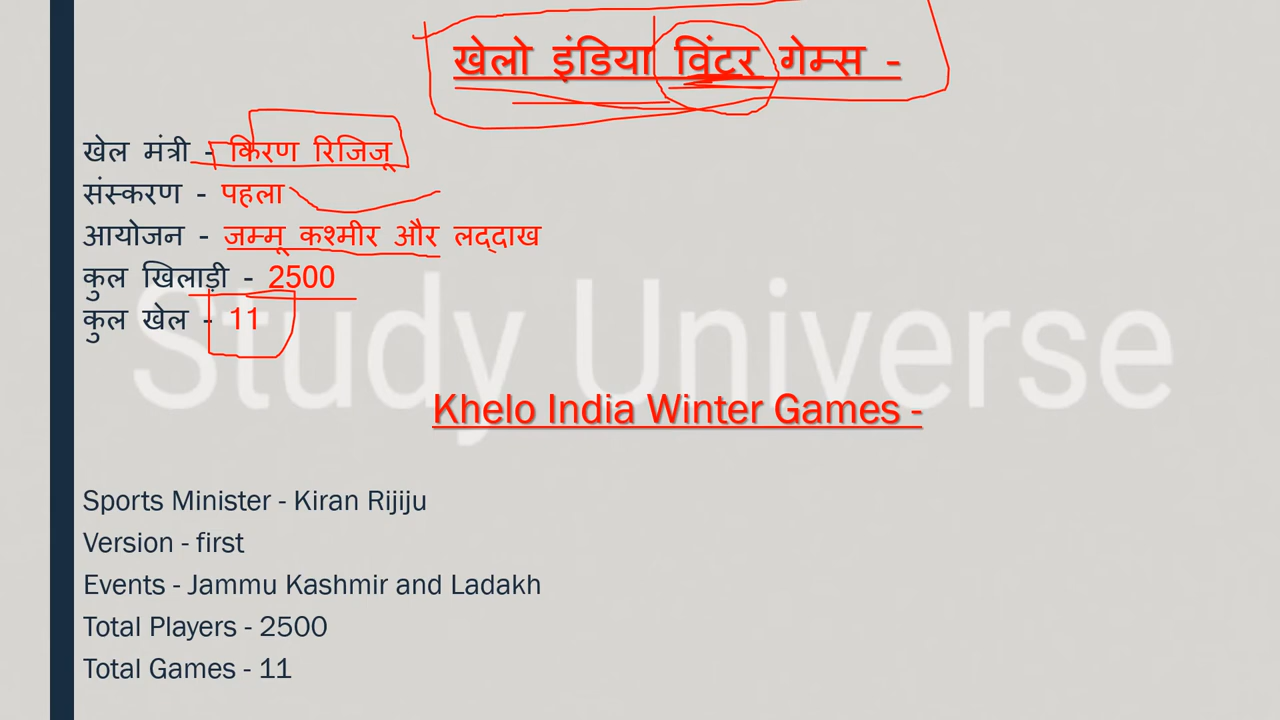 खेलो इंडिया विंटर गेम्स -
खेल मंत्री - किरण रिजिजू
संस्करण - पहला
आयोजन - जम्मू कश्मीर और लद्दाख
कुल खिलाड़ी - 2500
कुल खेल - 11
Study Universe
Khelo India Winter Games -
Sports Minister - Kiran Rijiju
Version - first
Events - Jammu Kashmir and Ladakh
Total Players - 2500
Total Games - 11